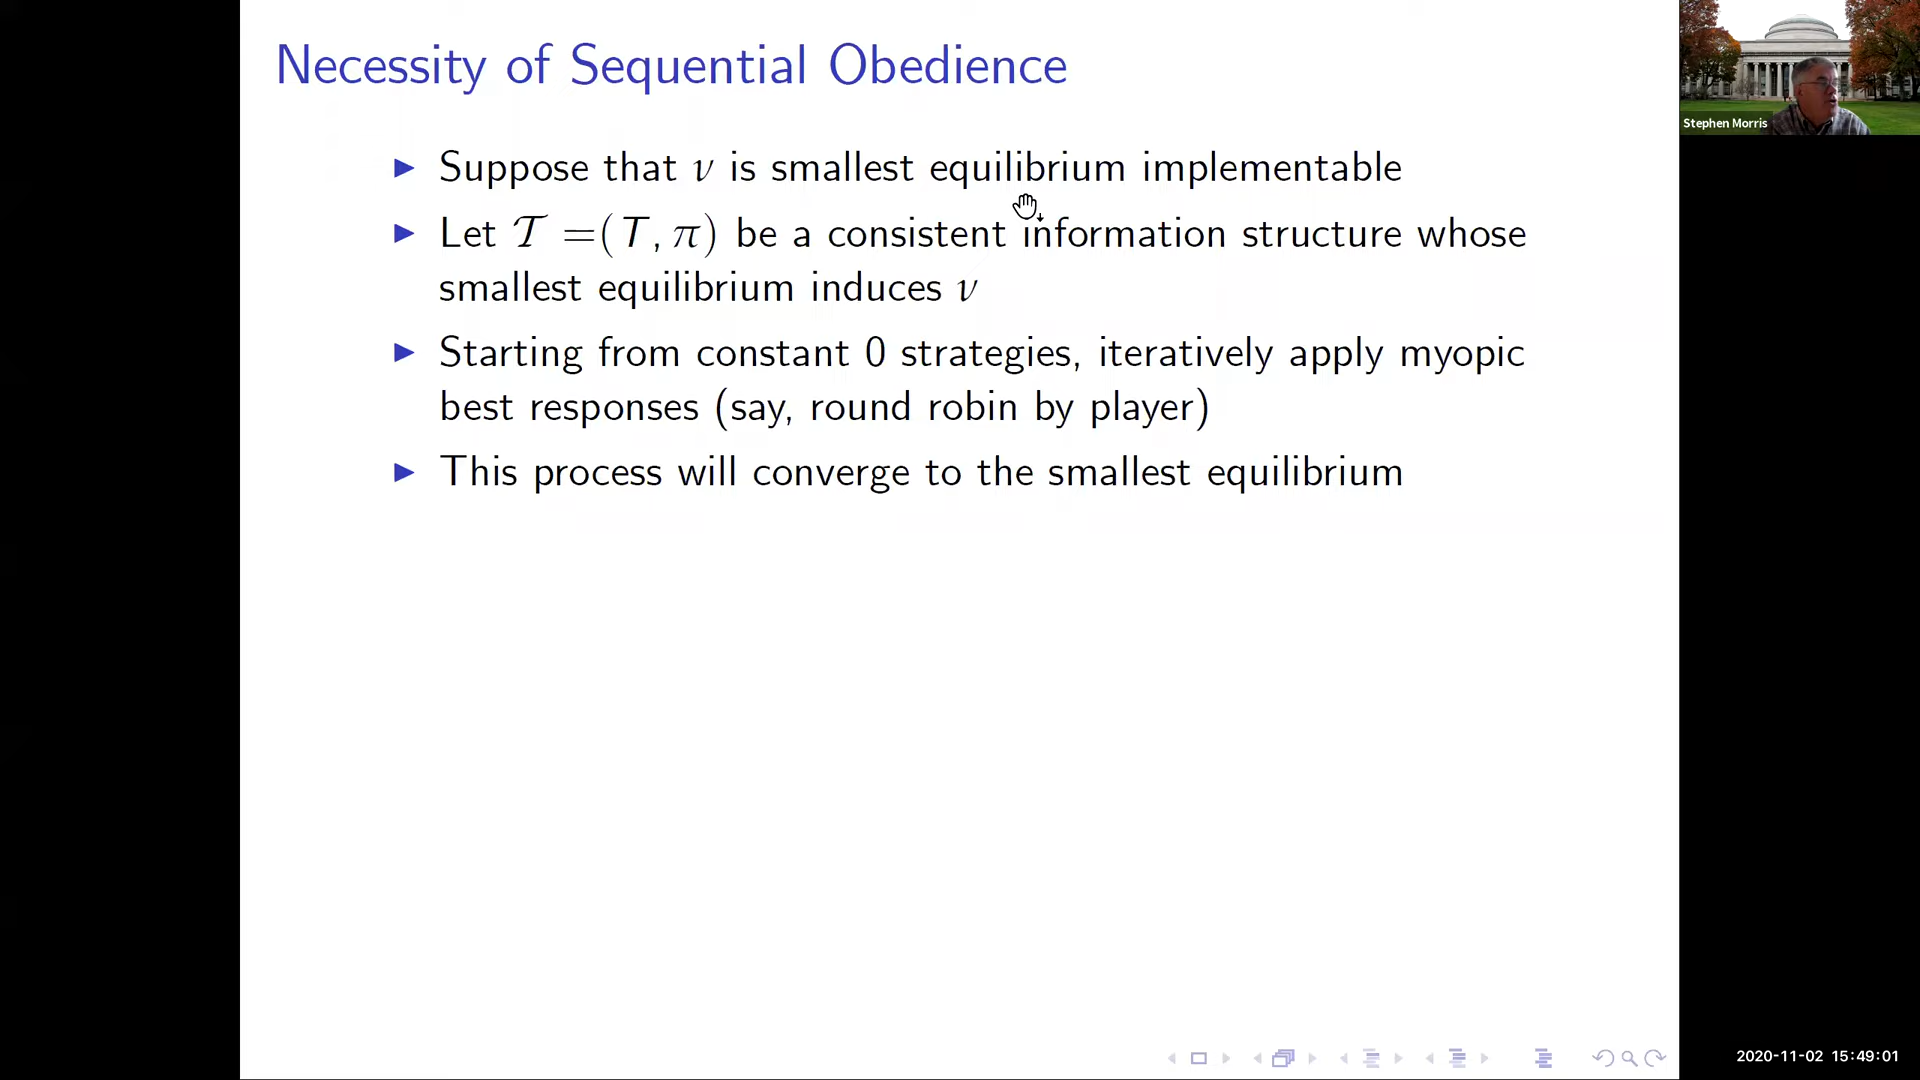 Necessity of Sequential Obedience
Stephen Morris
▶ Suppose that ν is smallest equilibrium implementable
▶ Let 𝒯 =(T, π) be a consistent information structure whose
smallest equilibrium induces ν
▶ Starting from constant 0 strategies, iteratively apply myopic
best responses (say, round robin by player)
▶ This process will converge to the smallest equilibrium
2020-11-02 15:49:01